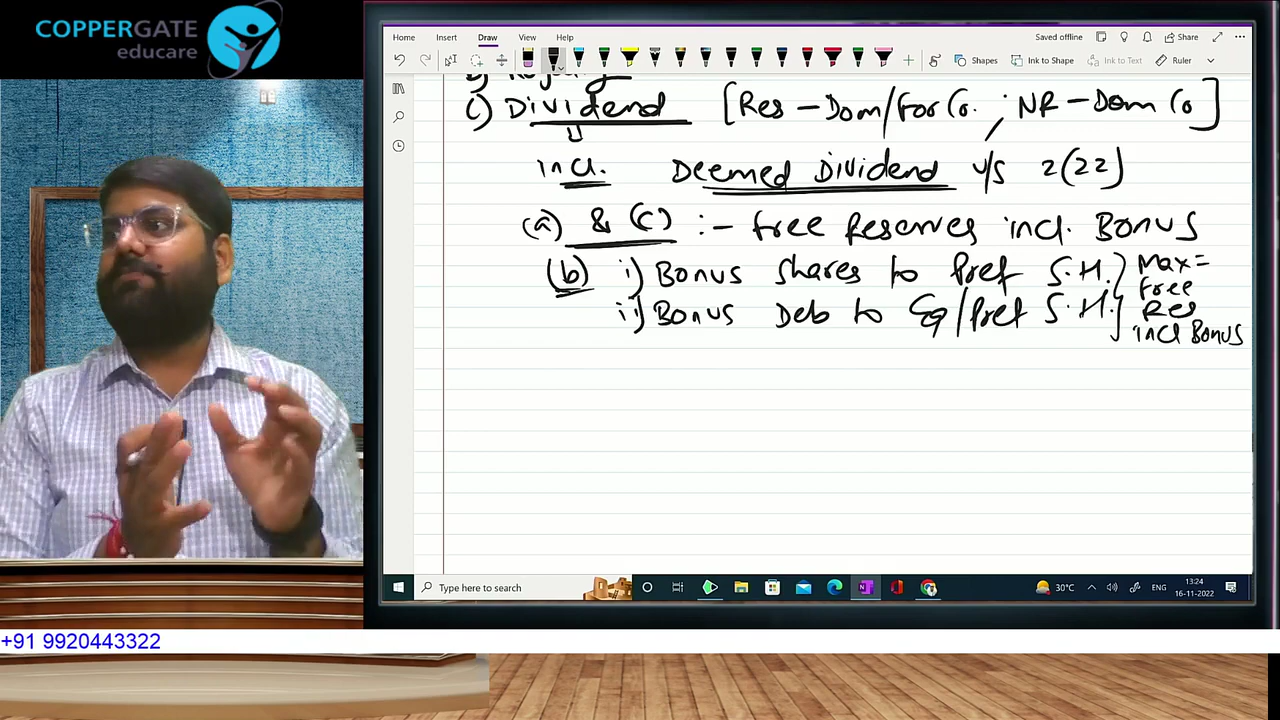 COPPERGATE
educare
Home Insert Draw View Help
Saved offline
Share
Shapes
Ink to Shape
Ink to Text
Ruler
c) Dividend [Res - Dom/For Co. ; NR - Dom Co]
incl. Deemed Dividend u/s 2(22)
(a) & (c) :- Free Reserves incl. Bonus
(b) i) Bonus Shares to Pref S.H.
ii) Bonus Deb to Eq/Pref S.H.
Max =
Free
Res
incl Bonus
Type here to search
30°C
ENG
13:24
16-11-2022
+91 9920443322